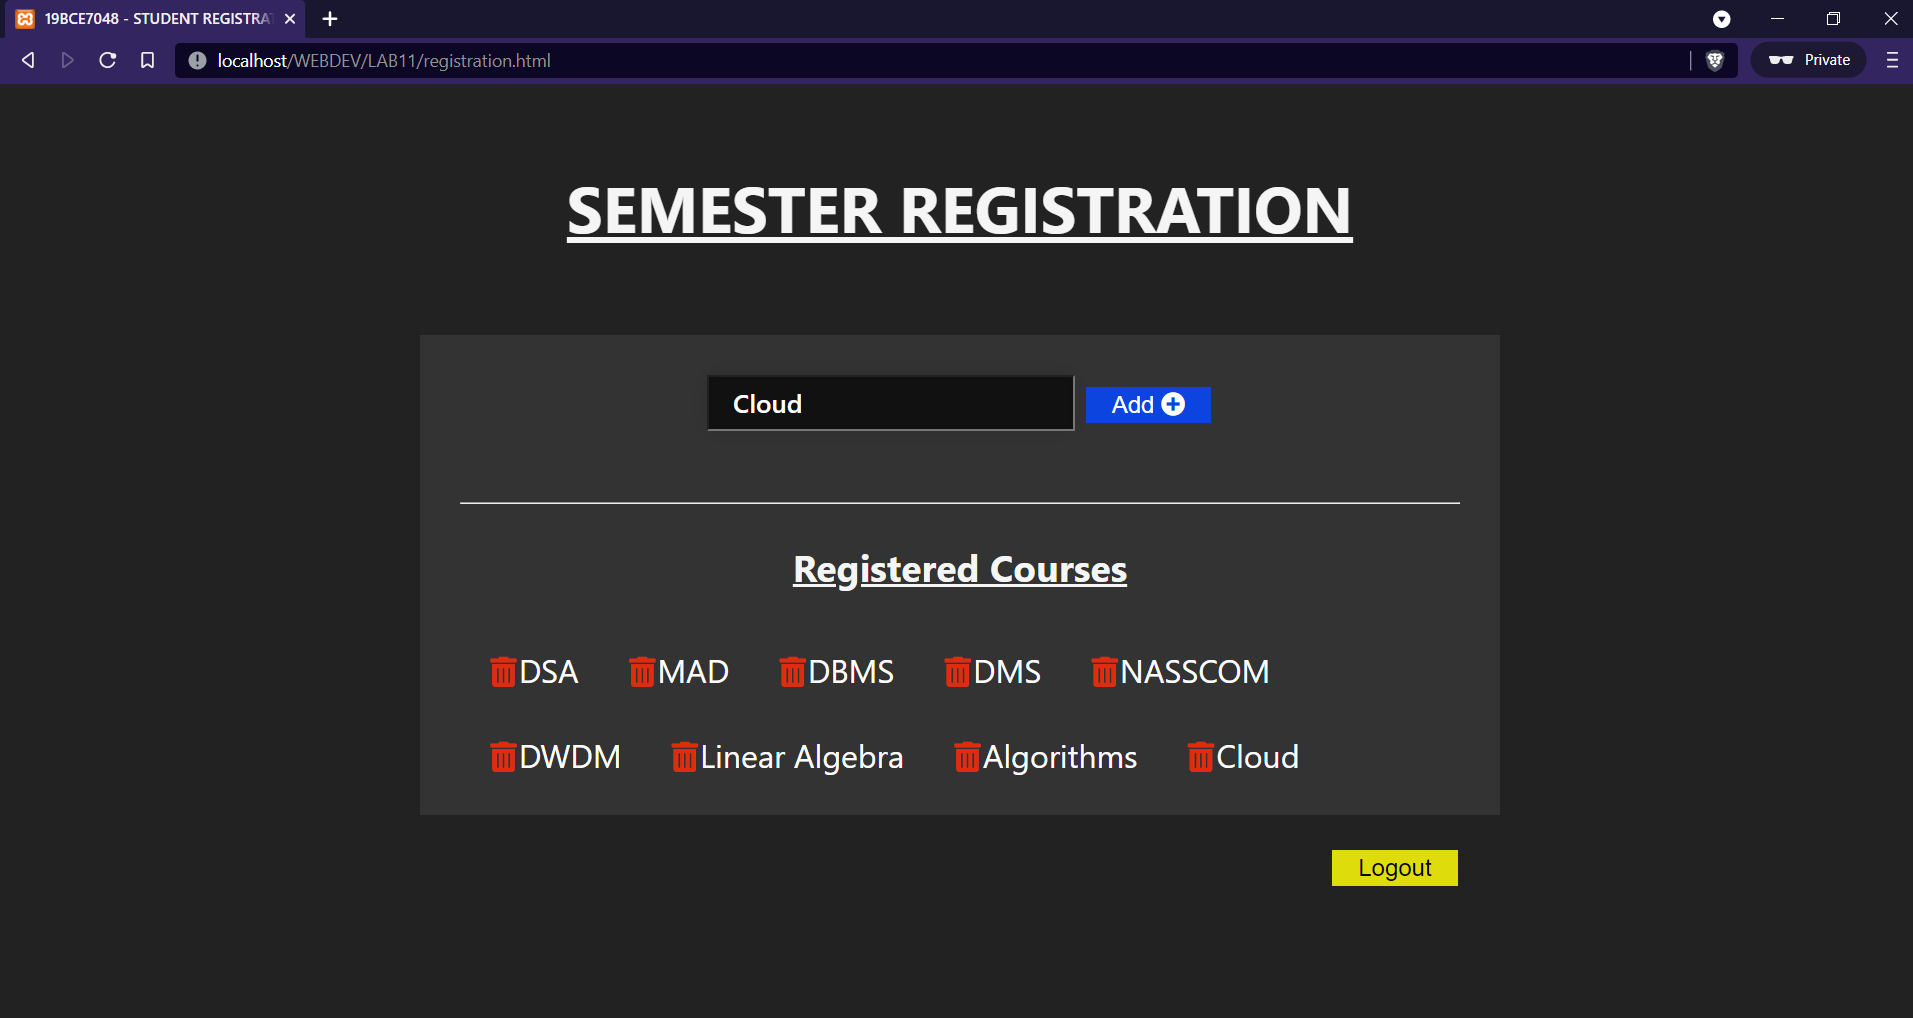 19BCE7048 - STUDENT REGISTRA
localhost/WEBDEV/LAB11/registration.html
Private
SEMESTER REGISTRATION
Cloud
Add
Registered Courses
DSA MAD DBMS DMS NASSCOM
DWDM Linear Algebra Algorithms Cloud
Logout